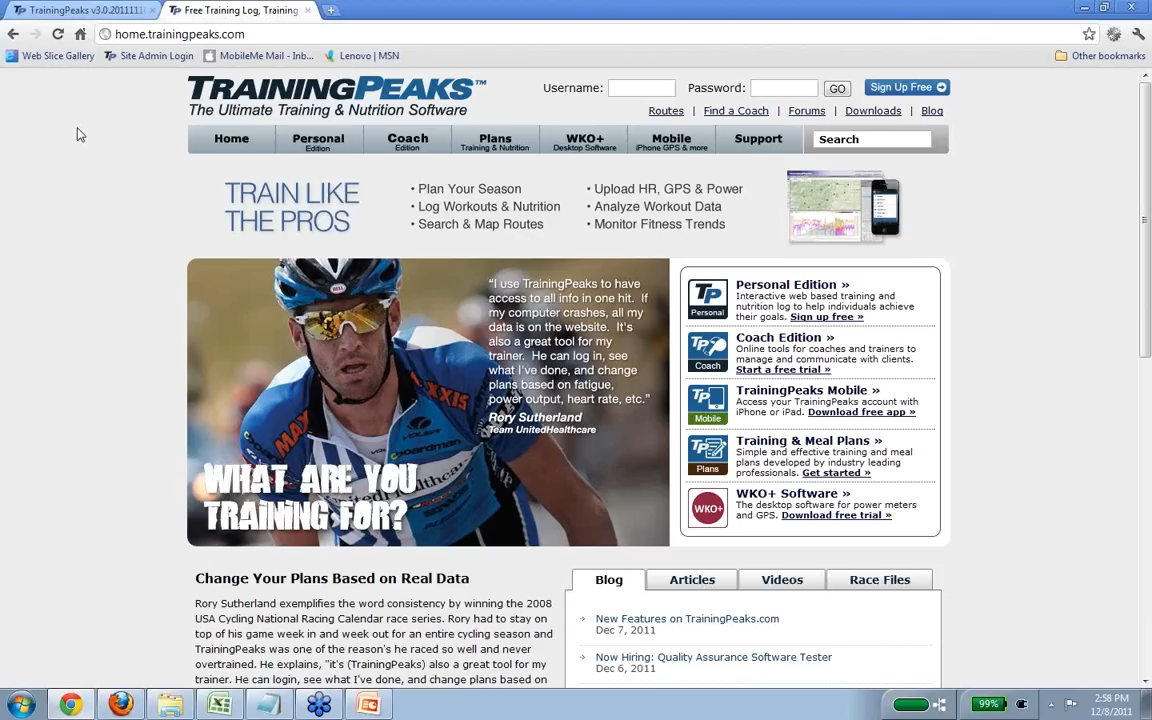 TrainingPeaks v3.0.2011111
Free Training Log, Training
home.trainingpeaks.com
Web Slice Gallery
Site Admin Login
MobileMe Mail - Inb...
Lenovo | MSN
Other bookmarks
TRAININGPEAKS™
The Ultimate Training & Nutrition Software
Username:
Password:
GO
Sign Up Free
Routes | Find a Coach | Forums | Downloads | Blog
Home
Personal
Edition
Coach
Edition
Plans
Training & Nutrition
WKO+
Desktop Software
Mobile
iPhone GPS & more
Support
Search
TRAIN LIKE
THE PROS
• Plan Your Season
• Log Workouts & Nutrition
• Search & Map Routes
• Upload HR, GPS & Power
• Analyze Workout Data
• Monitor Fitness Trends
"I use TrainingPeaks to have
access to all info in one hit. If
my computer crashes, all my
data is on the website. It's
also a great tool for my
trainer. He can log in, see
what I've done, and change
plans based on fatigue,
power output, heart rate, etc."
Rory Sutherland
Team UnitedHealthcare
BELL
MAXXIS
UnitedHealthcare
WHAT ARE YOU
TRAINING FOR?
TP
Personal
Personal Edition »
Interactive web based training and
nutrition log to help individuals achieve
their goals. Sign up free »
TP
Coach
Coach Edition »
Online tools for coaches and trainers to
manage and communicate with clients.
Start a free trial »
TP
Mobile
TrainingPeaks Mobile »
Access your TrainingPeaks account with
iPhone or iPad. Download free app »
TP
Plans
Training & Meal Plans »
Simple and effective training and meal
plans developed by industry leading
professionals. Get started »
WKO+
WKO+ Software »
The desktop software for power meters
and GPS. Download free trial »
Change Your Plans Based on Real Data
Rory Sutherland exemplifies the word consistency by winning the 2008
USA Cycling National Racing Calendar race series. Rory had to stay on
top of his game week in and week out for an entire cycling season and
TrainingPeaks was one of the reason's he raced so well and never
overtrained. He explains, "it's (TrainingPeaks) also a great tool for my
trainer. He can login, see what I've done, and change plans based on
Blog
Articles
Videos
Race Files
New Features on TrainingPeaks.com
Dec 7, 2011
Now Hiring: Quality Assurance Software Tester
Dec 6, 2011
99%
2:58 PM
12/8/2011